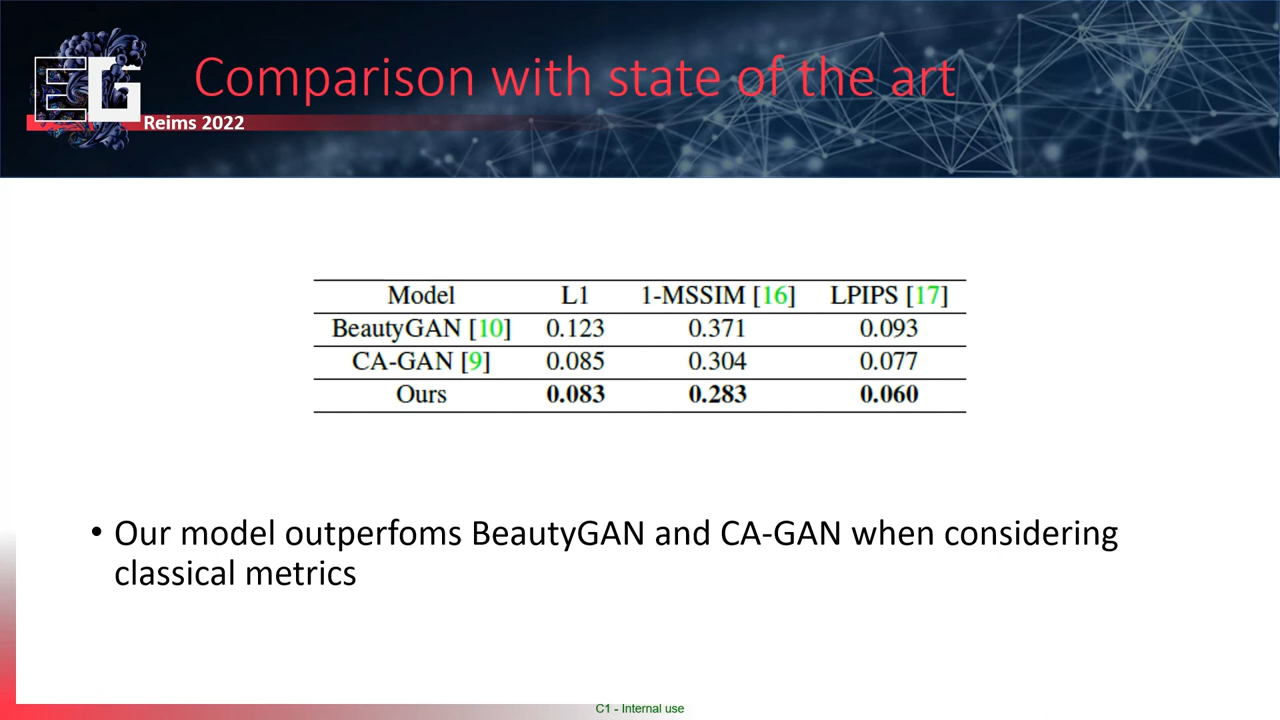 EG
Comparison with state of the art
Reims 2022
Model L1 1-MSSIM [16] LPIPS [17]
BeautyGAN [10] 0.123 0.371 0.093
CA-GAN [9] 0.085 0.304 0.077
Ours 0.083 0.283 0.060
• Our model outperfoms BeautyGAN and CA-GAN when considering
classical metrics
C1 - Internal use